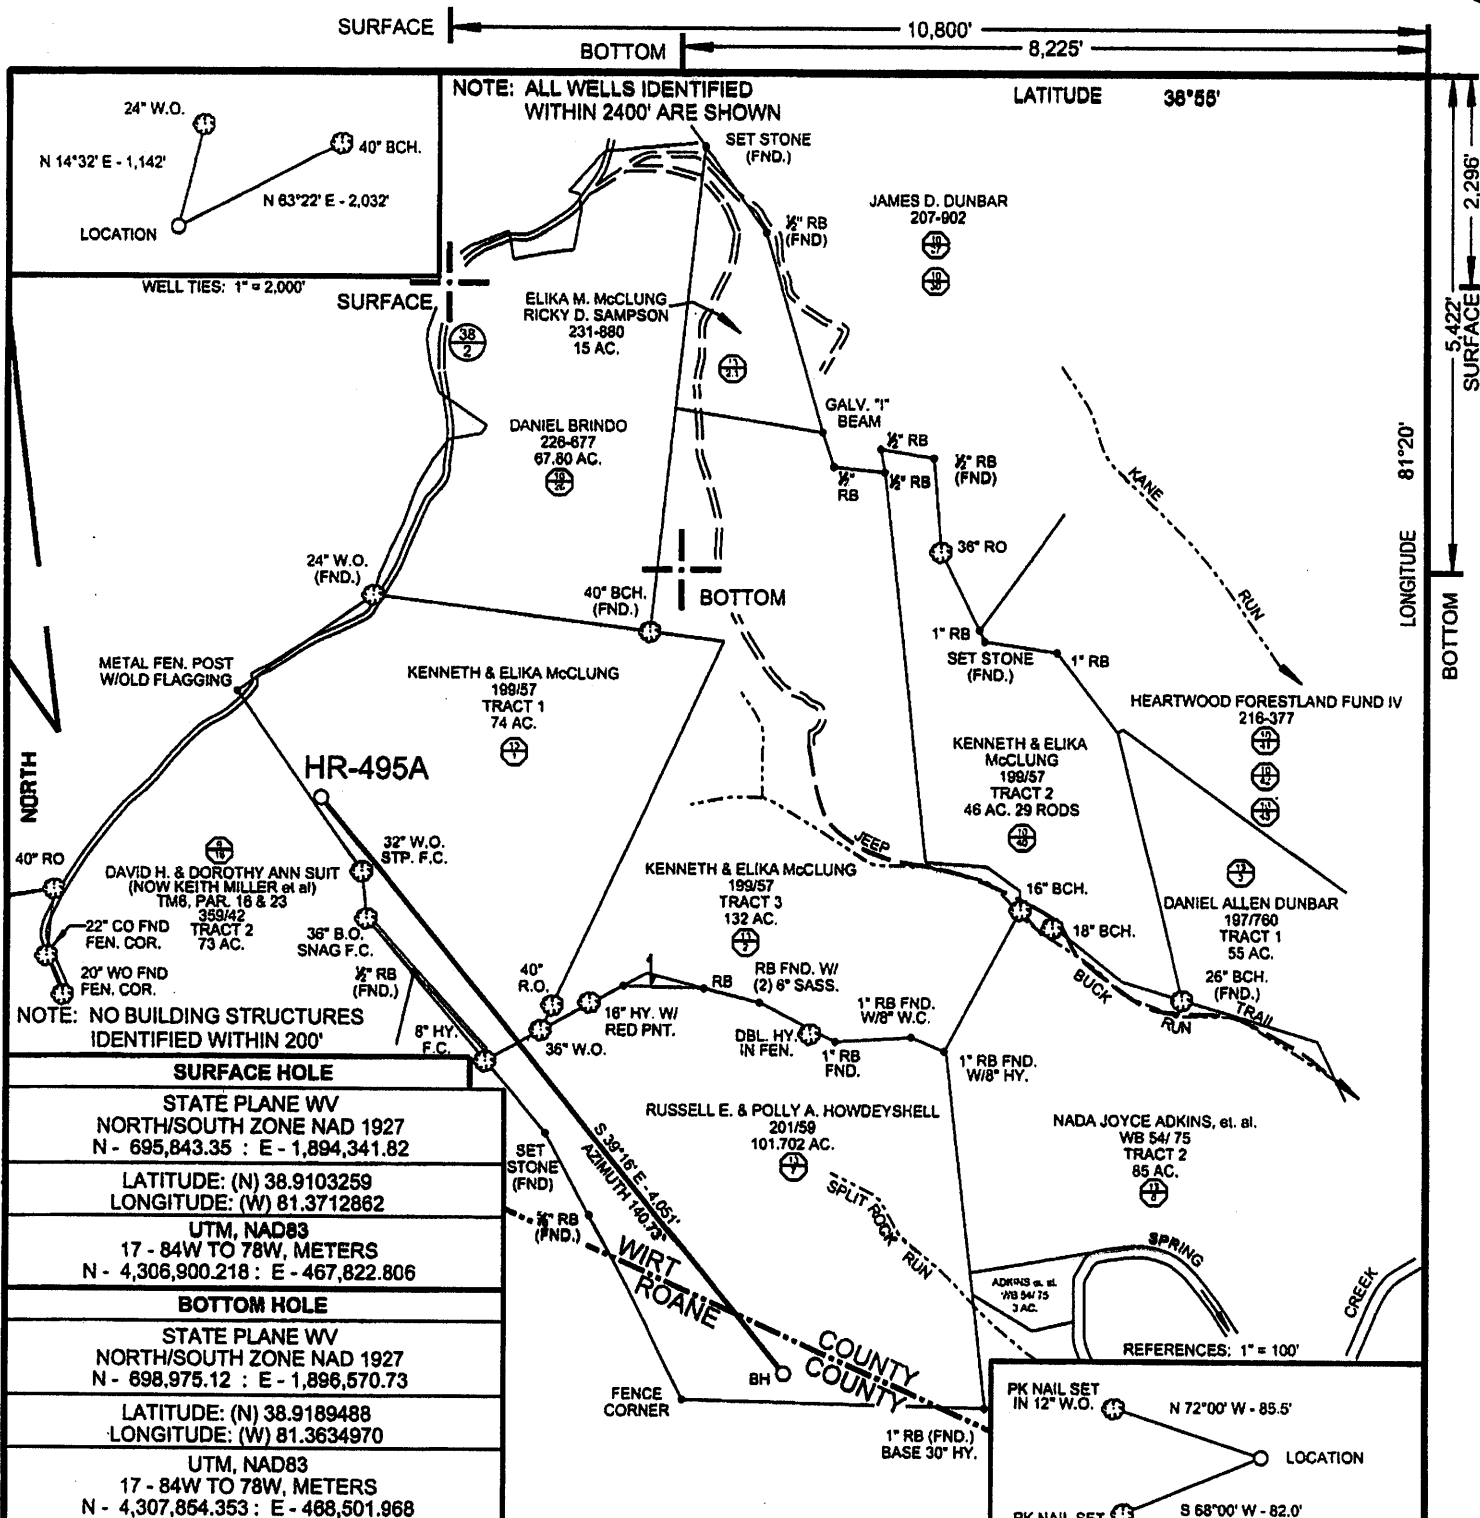 SURFACE
10,800'
BOTTOM
8,225'
NOTE: ALL WELLS IDENTIFIED
WITHIN 2400' ARE SHOWN
LATITUDE 38°55'
24" W.O.
40" BCH.
N 14°32' E - 1,142'
N 63°22' E - 2,032'
LOCATION
WELL TIES: 1" = 2,000'
SET STONE
(FND.)
½" RB
(FND)
JAMES D. DUNBAR
207-902
2,296'
SURFACE
5,422'
BOTTOM
SURFACE
38
2
ELIKA M. McCLUNG
RICKY D. SAMPSON
231-880
15 AC.
GALV. "I"
BEAM
DANIEL BRINDO
226-677
67.80 AC.
½" RB
½" RB
(FND)
½"
RB
½" RB
LONGITUDE 81°20'
KANE
RUN
36" RO
24" W.O.
(FND.)
40" BCH.
(FND.)
BOTTOM
1" RB
SET STONE
(FND.)
1" RB
METAL FEN. POST
W/OLD FLAGGING
KENNETH & ELIKA McCLUNG
199/57
TRACT 1
74 AC.
HEARTWOOD FORESTLAND FUND IV
216-377
KENNETH & ELIKA
McCLUNG
199/57
TRACT 2
46 AC. 29 RODS
NORTH
HR-495A
JEEP
40" RO
32" W.O.
STP. F.C.
DAVID H. & DOROTHY ANN SUIT
(NOW KEITH MILLER et al)
TM6, PAR. 16 & 23
359/42
TRACT 2
73 AC.
KENNETH & ELIKA McCLUNG
199/57
TRACT 3
132 AC.
16" BCH.
18" BCH.
DANIEL ALLEN DUNBAR
197/760
TRACT 1
55 AC.
22" CO FND
FEN. COR.
36" B.O.
SNAG F.C.
20" WO FND
FEN. COR.
½" RB
(FND.)
40"
R.O.
RB
RB FND. W/
(2) 6" SASS.
BUCK
RUN
26" BCH.
(FND.)
TRAIL
NOTE: NO BUILDING STRUCTURES
IDENTIFIED WITHIN 200'
8" HY.
F.C.
16" HY. W/
RED PNT.
36" W.O.
DBL. HY.
IN FEN.
1" RB
FND.
1" RB FND.
W/8" W.C.
1" RB FND.
W/8" HY.
SURFACE HOLE
STATE PLANE WV
NORTH/SOUTH ZONE NAD 1927
N - 695,843.35 : E - 1,894,341.82
LATITUDE: (N) 38.9103259
LONGITUDE: (W) 81.3712862
UTM, NAD83
17 - 84W TO 78W, METERS
N - 4,306,900.218 : E - 467,822.806
BOTTOM HOLE
STATE PLANE WV
NORTH/SOUTH ZONE NAD 1927
N - 698,975.12 : E - 1,896,570.73
LATITUDE: (N) 38.9189488
LONGITUDE: (W) 81.3634970
UTM, NAD83
17 - 84W TO 78W, METERS
N - 4,307,854.353 : E - 468,501.968
SET
STONE
(FND)
S 39°16' E - 4,051'
AZIMUTH 140.73°
RB
(FND.)
RUSSELL E. & POLLY A. HOWDEYSHELL
201/59
101.702 AC.
NADA JOYCE ADKINS, et. al.
WB 54/ 75
TRACT 2
85 AC.
SPLIT ROCK RUN
WIRT
ROANE
COUNTY
COUNTY
ADKINS et. al.
WB 54/ 75
3 AC.
SPRING
CREEK
REFERENCES: 1" = 100'
BH
FENCE
CORNER
1" RB (FND.)
BASE 30" HY.
PK NAIL SET
IN 12" W.O.
N 72°00' W - 85.5'
LOCATION
PK NAIL SET
S 68°00' W - 82.0'